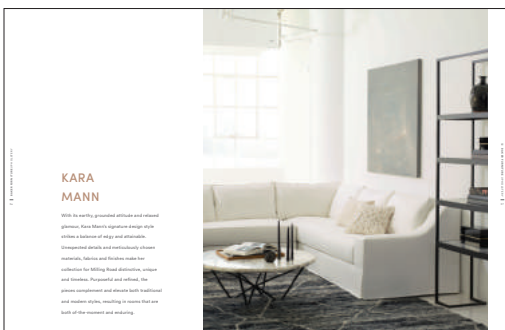 KARA
MANN
With its earthy, grounded attitude and relaxed
glamour, Kara Mann's signature design style
strikes a balance of edgy and attainable.
Unexpected details and meticulously chosen
materials, fabrics and finishes make her
collection for Milling Road distinctive, unique
and timeless. Purposeful and refined, the
pieces complement and elevate both traditional
and modern styles, resulting in rooms that are
both of-the-moment and enduring.